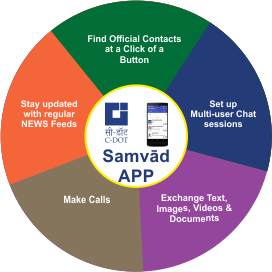 Find Official Contacts
at a Click of a
Button
Set up
Multi-user Chat
sessions
Exchange Text,
Images, Videos &
Documents
Make Calls
Stay updated
with regular
NEWS Feeds
सी-डॉट
C-DOT
Samvād
APP